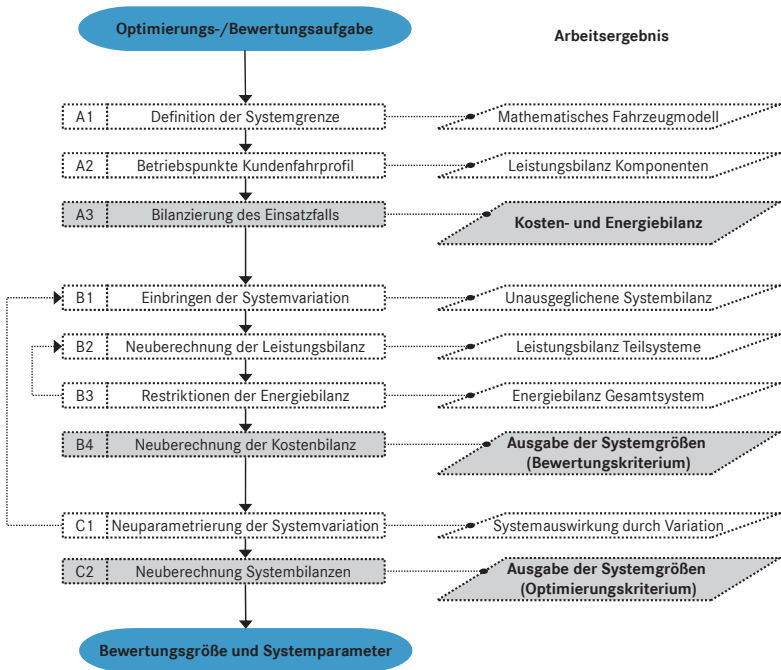 Optimierungs-/Bewertungsaufgabe
Arbeitsergebnis
A1 Definition der Systemgrenze
Mathematisches Fahrzeugmodell
A2 Betriebspunkte Kundenfahrprofil
Leistungsbilanz Komponenten
A3 Bilanzierung des Einsatzfalls
Kosten- und Energiebilanz
B1 Einbringen der Systemvariation
Unausgeglichene Systembilanz
B2 Neuberechnung der Leistungsbilanz
Leistungsbilanz Teilsysteme
B3 Restriktionen der Energiebilanz
Energiebilanz Gesamtsystem
B4 Neuberechnung der Kostenbilanz
Ausgabe der Systemgrößen
(Bewertungskriterium)
C1 Neuparametrierung der Systemvariation
Systemauswirkung durch Variation
C2 Neuberechnung Systembilanzen
Ausgabe der Systemgrößen
(Optimierungskriterium)
Bewertungsgröße und Systemparameter